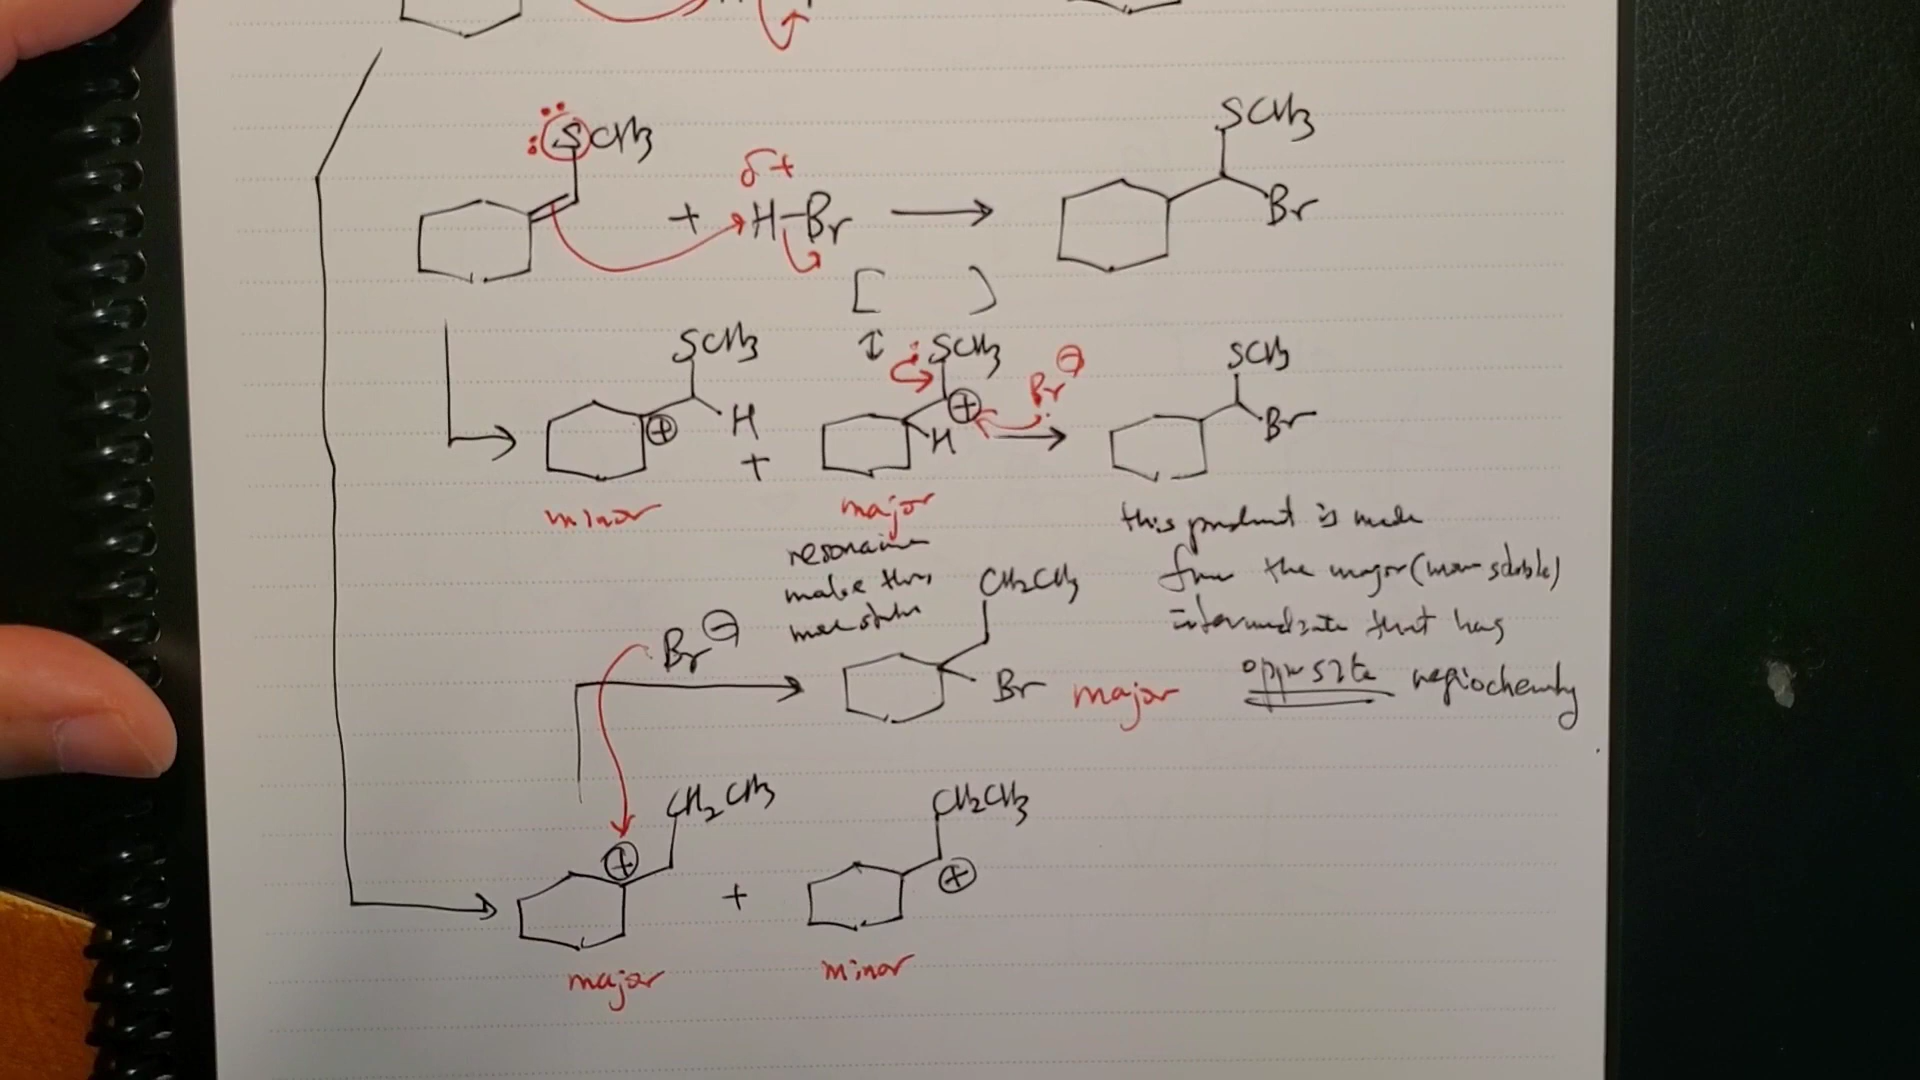 SCH3
SCH3
δ+
+ H-Br
Br
[ ]
SCH3
SCH3
Br⊖
SCH3
⊕
H
+
⊕
H
Br
minor
major
this product is made
resonance
make this
more stable
from the major (more stable)
intermediate that has
opposite regiochemistry
CH2CH3
Br⊖
Br
major
CH2CH3
CH2CH3
⊕
+
⊕
major
minor